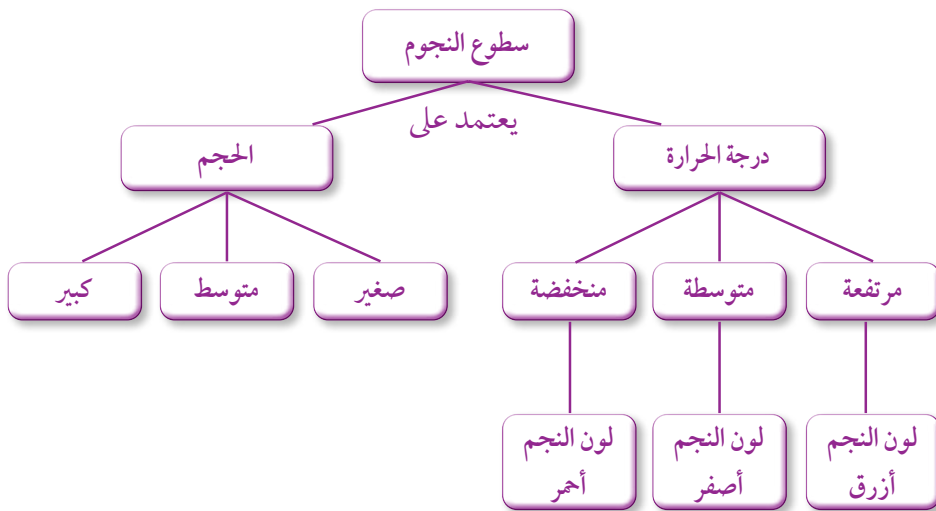 سطوع النجوم
يعتمد على
درجة الحرارة
الحجم
مرتفعة
متوسطة
منخفضة
صغير
متوسط
كبير
لون النجم
أزرق
لون النجم
أصفر
لون النجم
أحمر